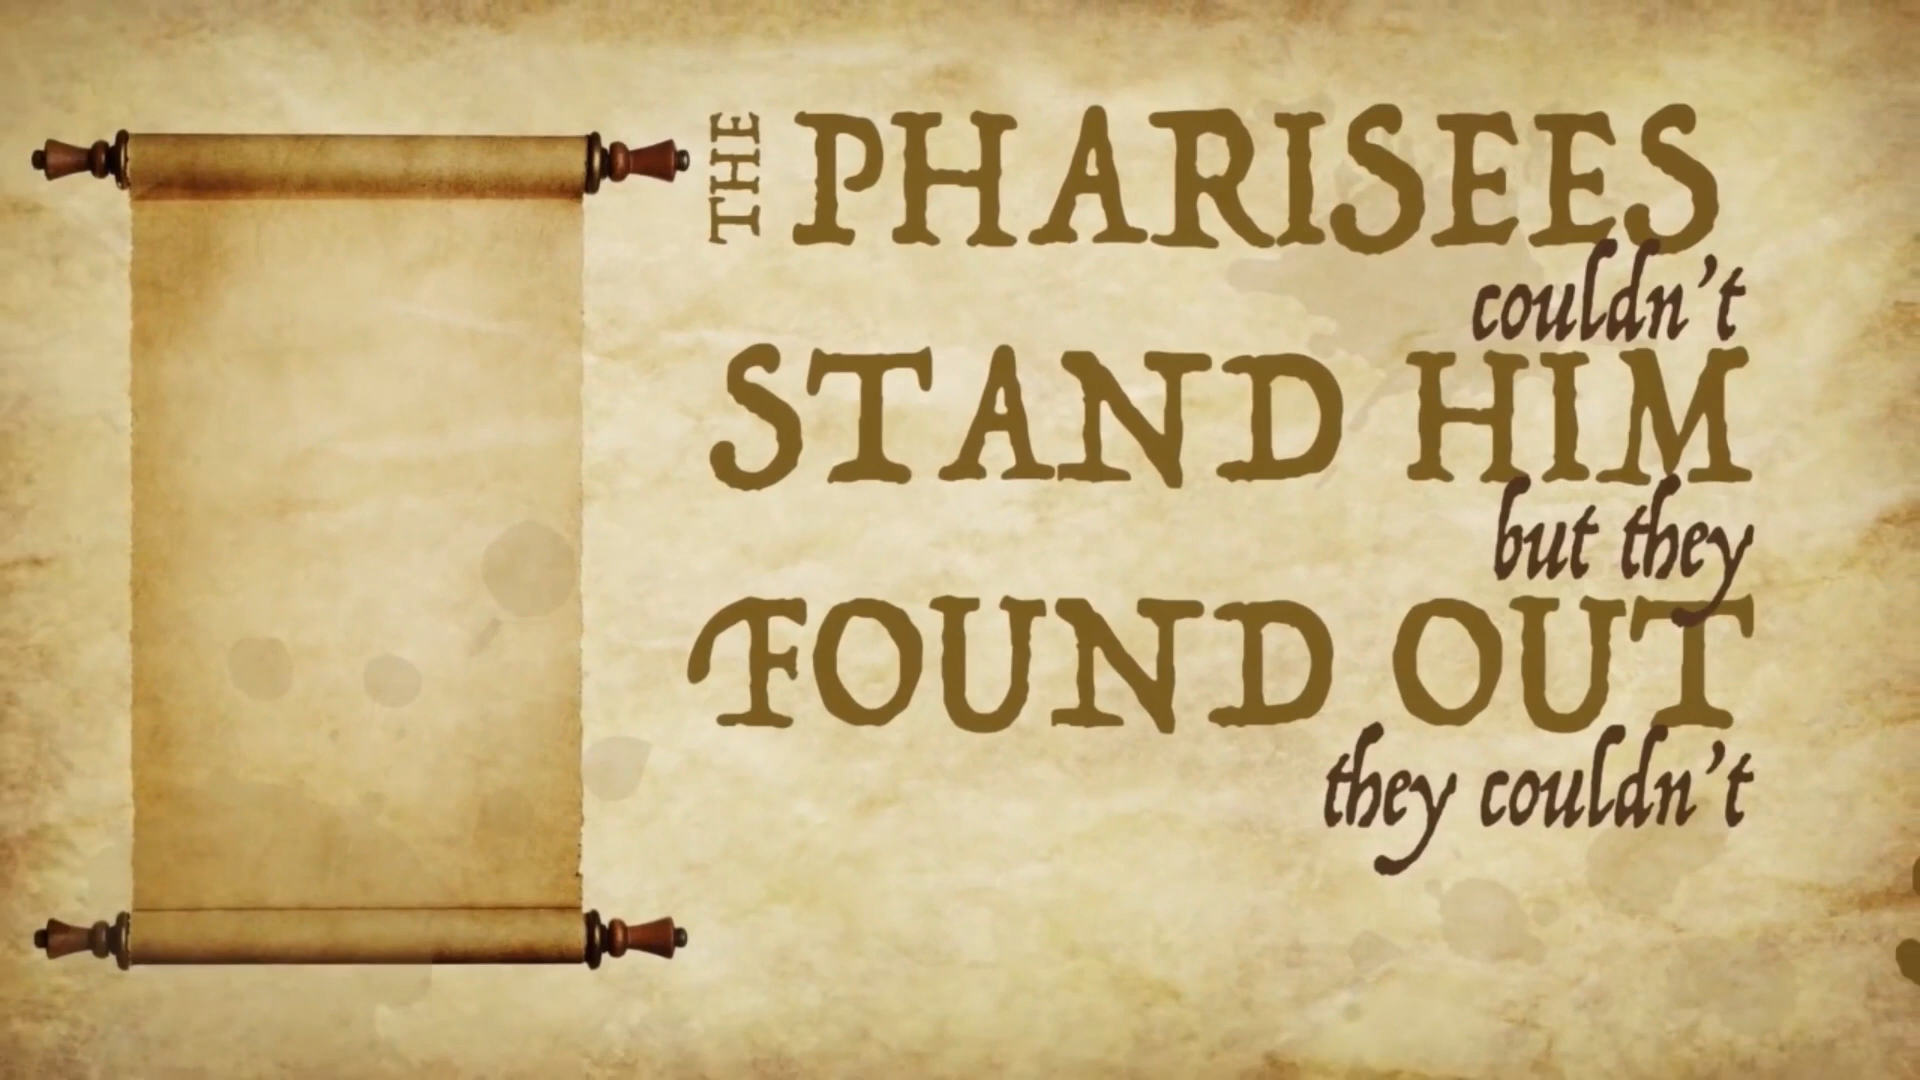 THE PHARISEES
couldn't
STAND HIM
but they
FOUND OUT
they couldn't